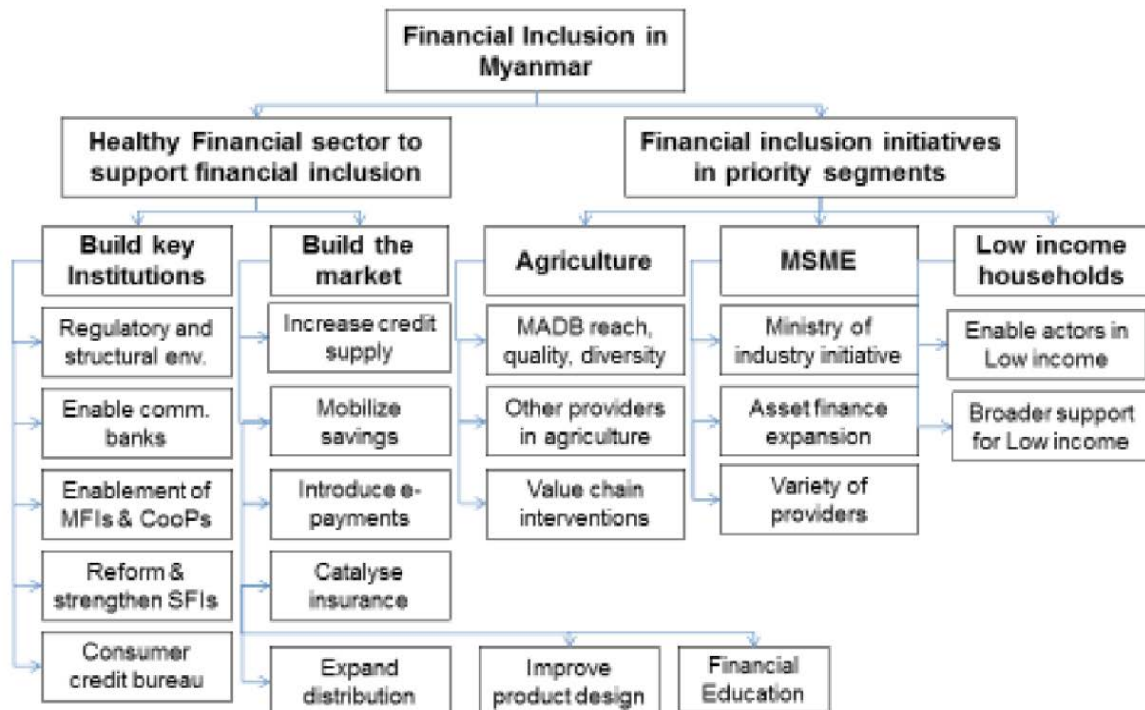 Financial Inclusion in
Myanmar
Healthy Financial sector to
support financial inclusion
Financial inclusion initiatives
in priority segments
Build key
Institutions
Build the
market
Agriculture
MSME
Low income
households
Regulatory and
structural env.
Increase credit
supply
MADB reach,
quality, diversity
Ministry of
industry initiative
Enable actors in
Low income
Enable comm.
banks
Mobilize
savings
Other providers
in agriculture
Asset finance
expansion
Broader support
for Low income
Enablement of
MFIs & CooPs
Introduce e-
payments
Value chain
interventions
Variety of
providers
Reform &
strengthen SFIs
Catalyse
insurance
Consumer
credit bureau
Expand
distribution
Improve
product design
Financial
Education